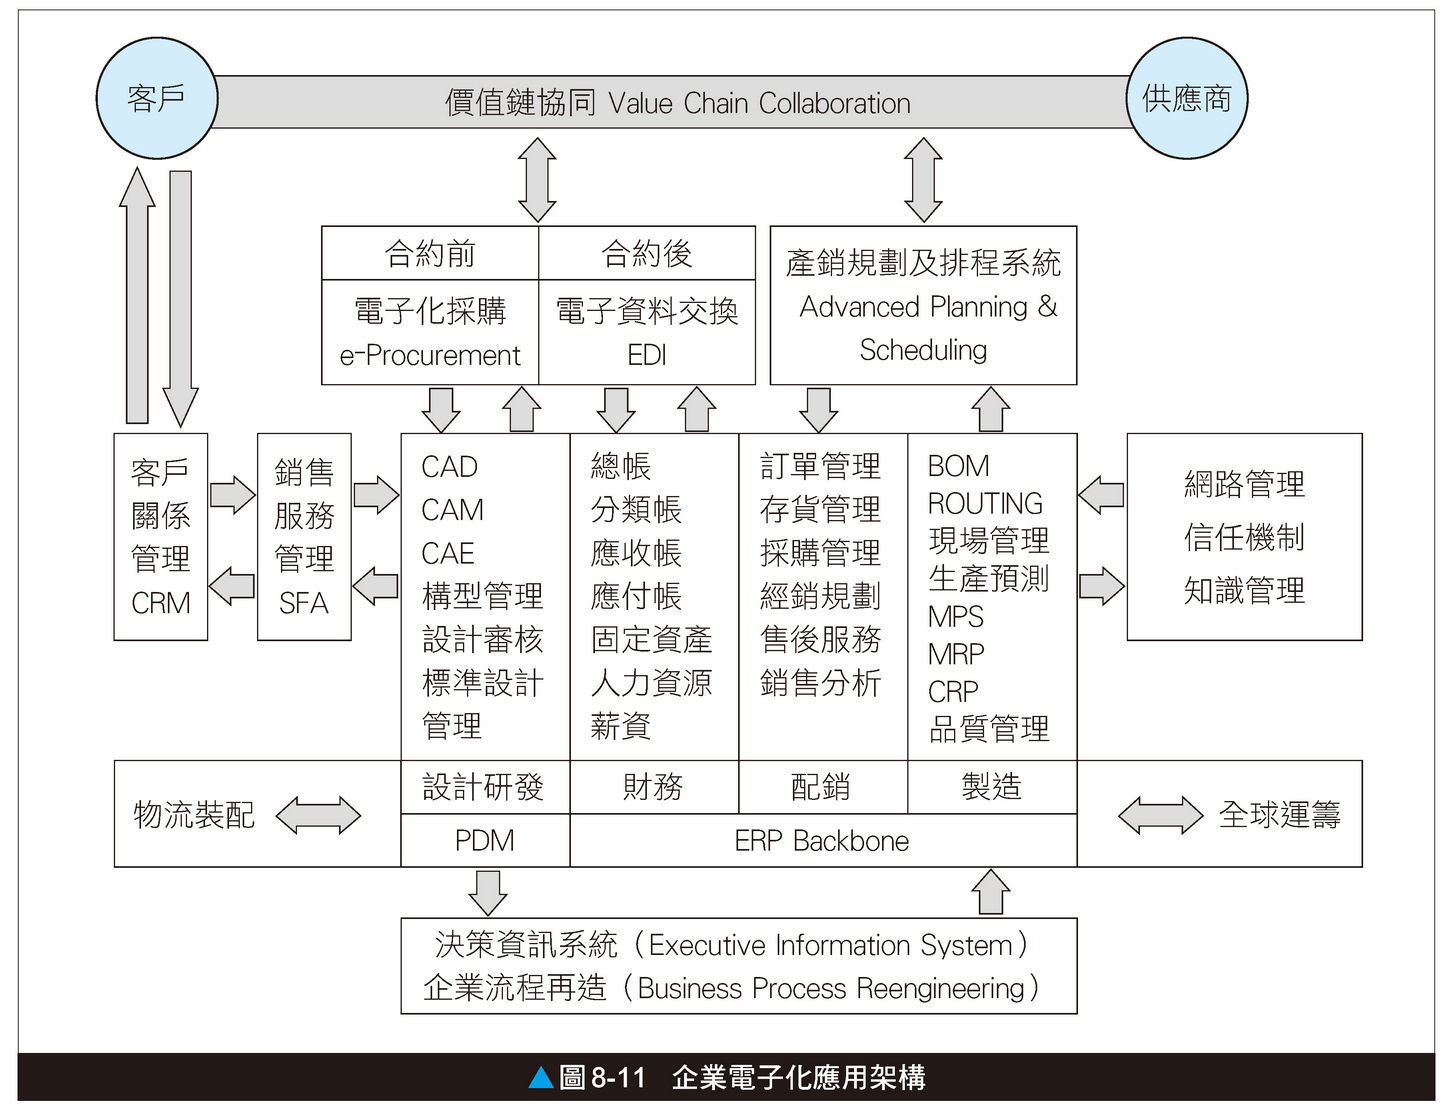 客戶
價值鏈協同 Value Chain Collaboration
供應商
合約前
電子化採購
e-Procurement
合約後
電子資料交換
EDI
產銷規劃及排程系統
Advanced Planning &
Scheduling
客戶
關係
管理
CRM
銷售
服務
管理
SFA
CAD
CAM
CAE
構型管理
設計審核
標準設計
管理
總帳
分類帳
應收帳
應付帳
固定資產
人力資源
薪資
訂單管理
存貨管理
採購管理
經銷規劃
售後服務
銷售分析
BOM
ROUTING
現場管理
生產預測
MPS
MRP
CRP
品質管理
網路管理
信任機制
知識管理
物流裝配
設計研發
財務
配銷
製造
全球運籌
PDM
ERP Backbone
決策資訊系統（Executive Information System）
企業流程再造（Business Process Reengineering）
▲圖8-11 企業電子化應用架構